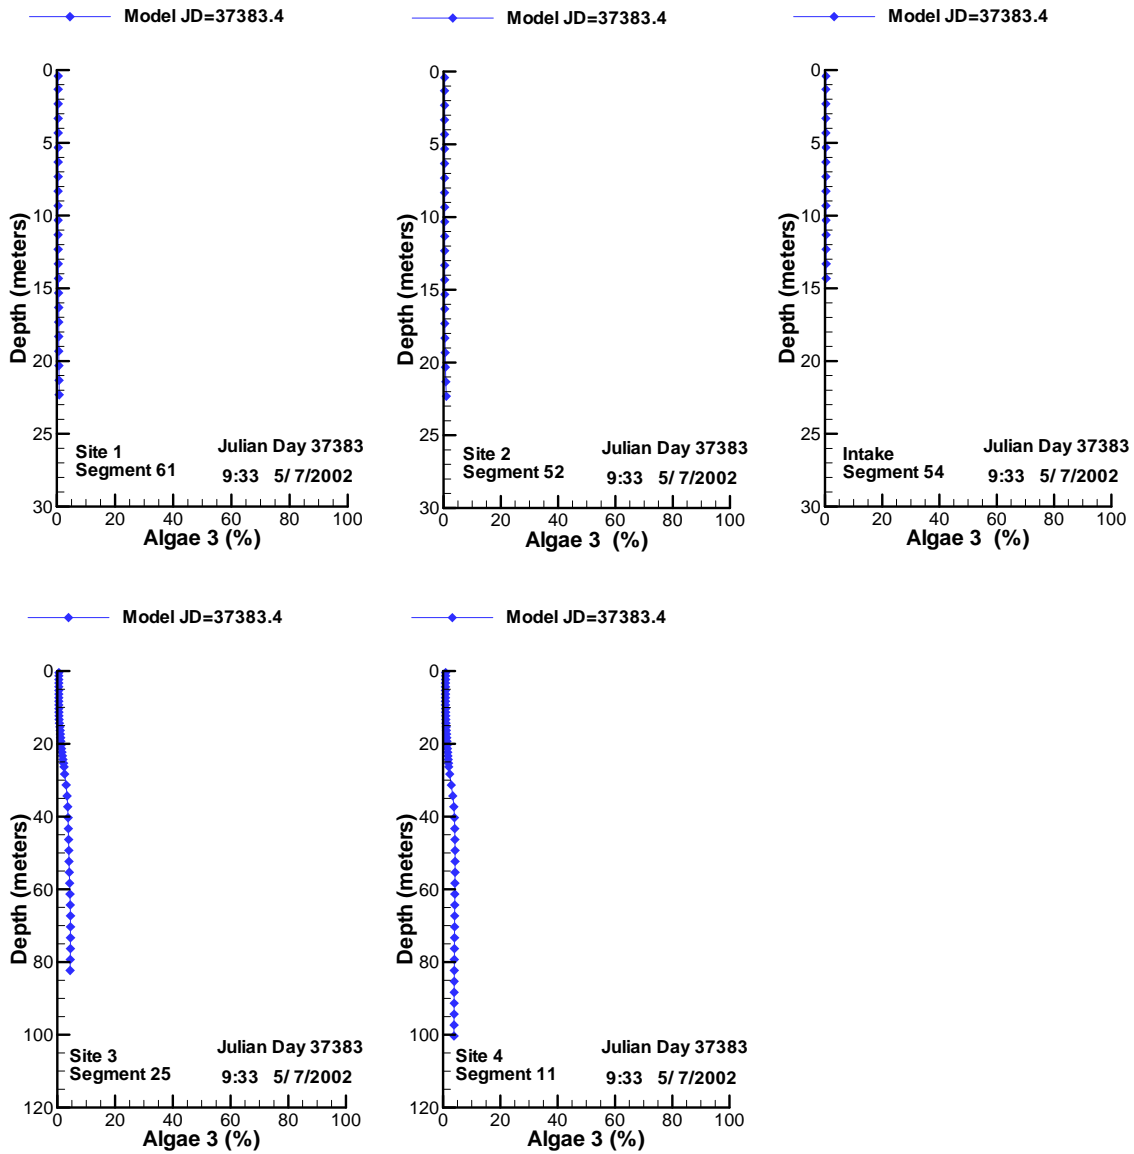 Model JD=37383.4
0
5
10
15
20
25
30
0 20 40 60 80 100
Depth (meters)
Algae 3 (%)
Site 1
Segment 61
Julian Day 37383
9:33 5/ 7/2002
Model JD=37383.4
0
5
10
15
20
25
30
0 20 40 60 80 100
Depth (meters)
Algae 3 (%)
Site 2
Segment 52
Julian Day 37383
9:33 5/ 7/2002
Model JD=37383.4
0
5
10
15
20
25
30
0 20 40 60 80 100
Depth (meters)
Algae 3 (%)
Intake
Segment 54
Julian Day 37383
9:33 5/ 7/2002
Model JD=37383.4
0
20
40
60
80
100
120
0 20 40 60 80 100
Depth (meters)
Algae 3 (%)
Site 3
Segment 25
Julian Day 37383
9:33 5/ 7/2002
Model JD=37383.4
0
20
40
60
80
100
120
0 20 40 60 80 100
Depth (meters)
Algae 3 (%)
Site 4
Segment 11
Julian Day 37383
9:33 5/ 7/2002